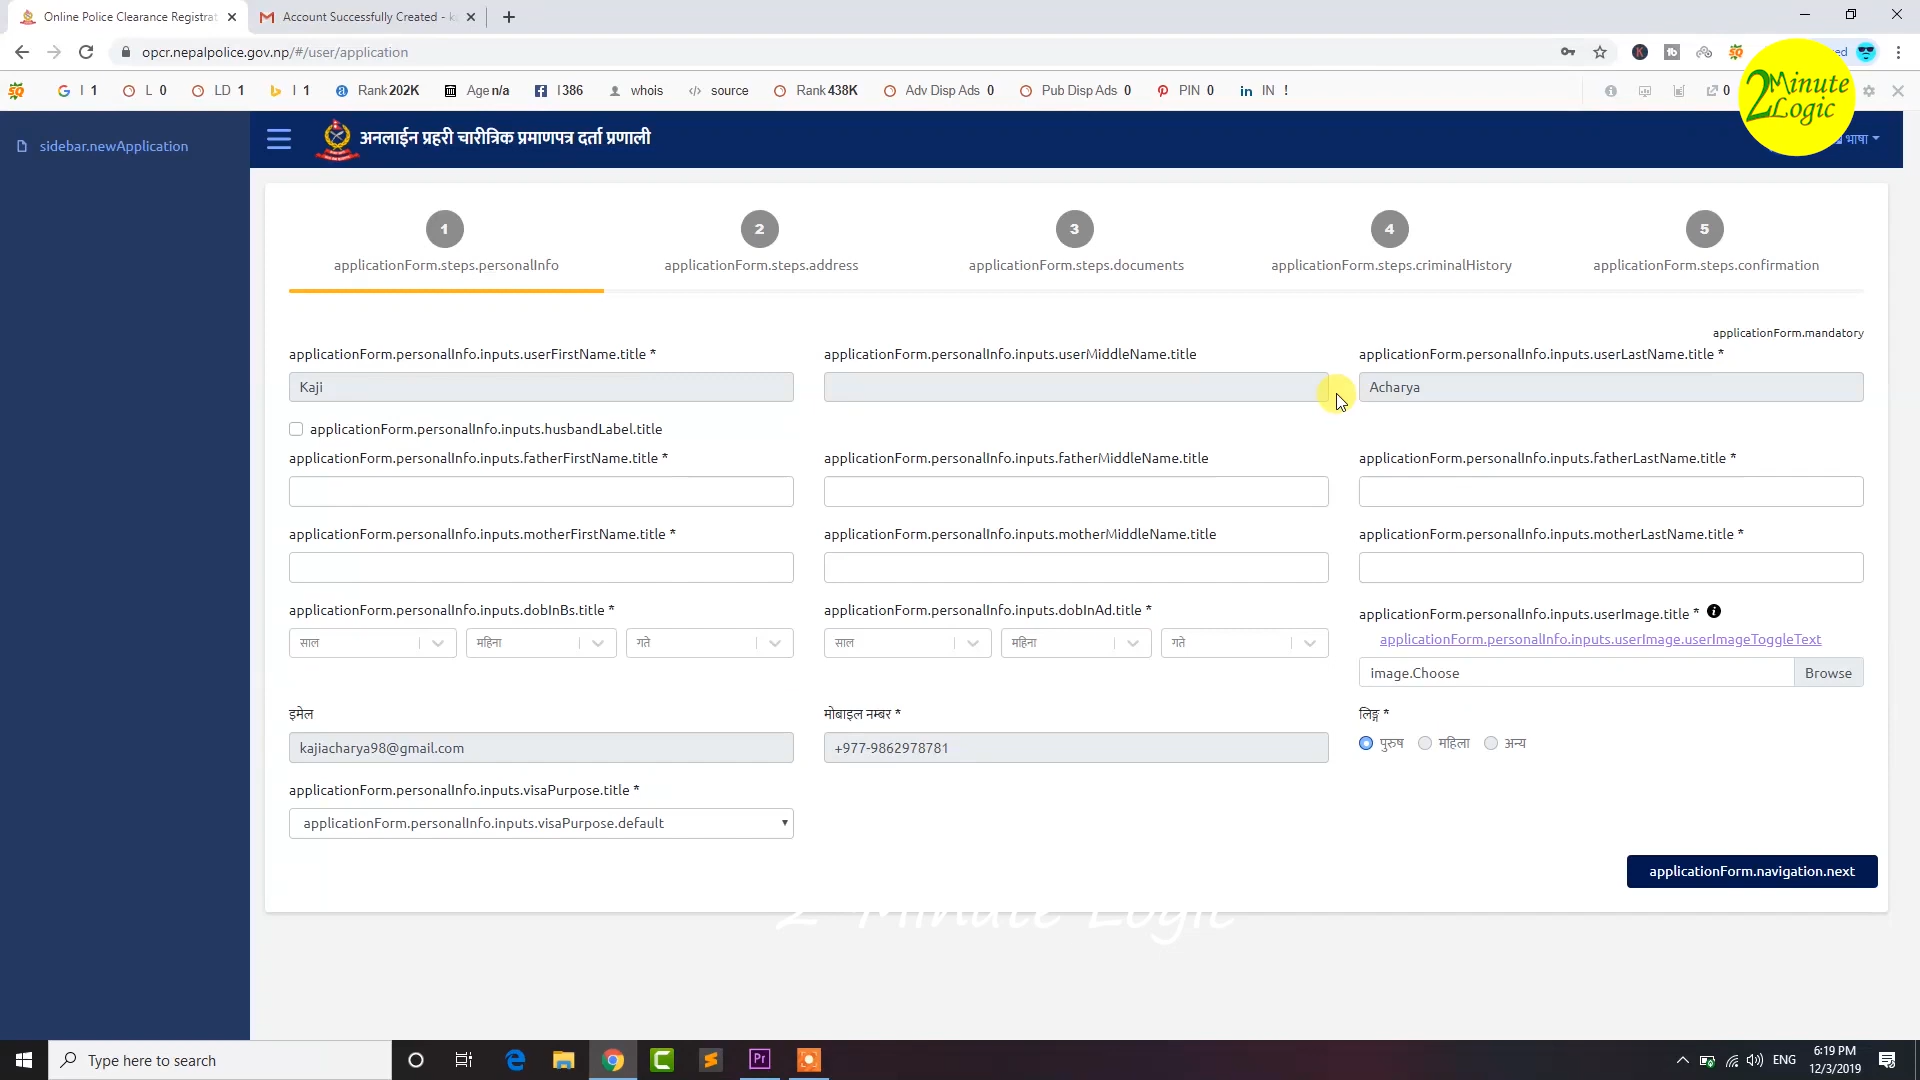 Online Police Clearance Registrat
Account Successfully Created - k
opcr.nepalpolice.gov.np/#/user/application
I 1
L 0
LD 1
I 1
Rank 202K
Age n/a
I 386
whois
source
Rank 438K
Adv Disp Ads 0
Pub Disp Ads 0
PIN 0
IN !
0
2 Minute
Logic
sidebar.newApplication
अनलाईन प्रहरी चारीत्रिक प्रमाणपत्र दर्ता प्रणाली
भाषा
1
2
3
4
5
applicationForm.steps.personalInfo
applicationForm.steps.address
applicationForm.steps.documents
applicationForm.steps.criminalHistory
applicationForm.steps.confirmation
applicationForm.mandatory
applicationForm.personalInfo.inputs.userFirstName.title *
applicationForm.personalInfo.inputs.userMiddleName.title
applicationForm.personalInfo.inputs.userLastName.title *
Kaji
Acharya
applicationForm.personalInfo.inputs.husbandLabel.title
applicationForm.personalInfo.inputs.fatherFirstName.title *
applicationForm.personalInfo.inputs.fatherMiddleName.title
applicationForm.personalInfo.inputs.fatherLastName.title *
applicationForm.personalInfo.inputs.motherFirstName.title *
applicationForm.personalInfo.inputs.motherMiddleName.title
applicationForm.personalInfo.inputs.motherLastName.title *
applicationForm.personalInfo.inputs.dobInBs.title *
applicationForm.personalInfo.inputs.dobInAd.title *
applicationForm.personalInfo.inputs.userImage.title *
साल
महिना
गते
साल
महिना
गते
applicationForm.personalInfo.inputs.userImage.userImageToggleText
image.Choose
Browse
इमेल
मोबाइल नम्बर *
लिङ्ग *
kajiacharya98@gmail.com
+977-9862978781
पुरुष
महिला
अन्य
applicationForm.personalInfo.inputs.visaPurpose.title *
applicationForm.personalInfo.inputs.visaPurpose.default
applicationForm.navigation.next
2 Minute Logic
Type here to search
ENG
6:19 PM
12/3/2019